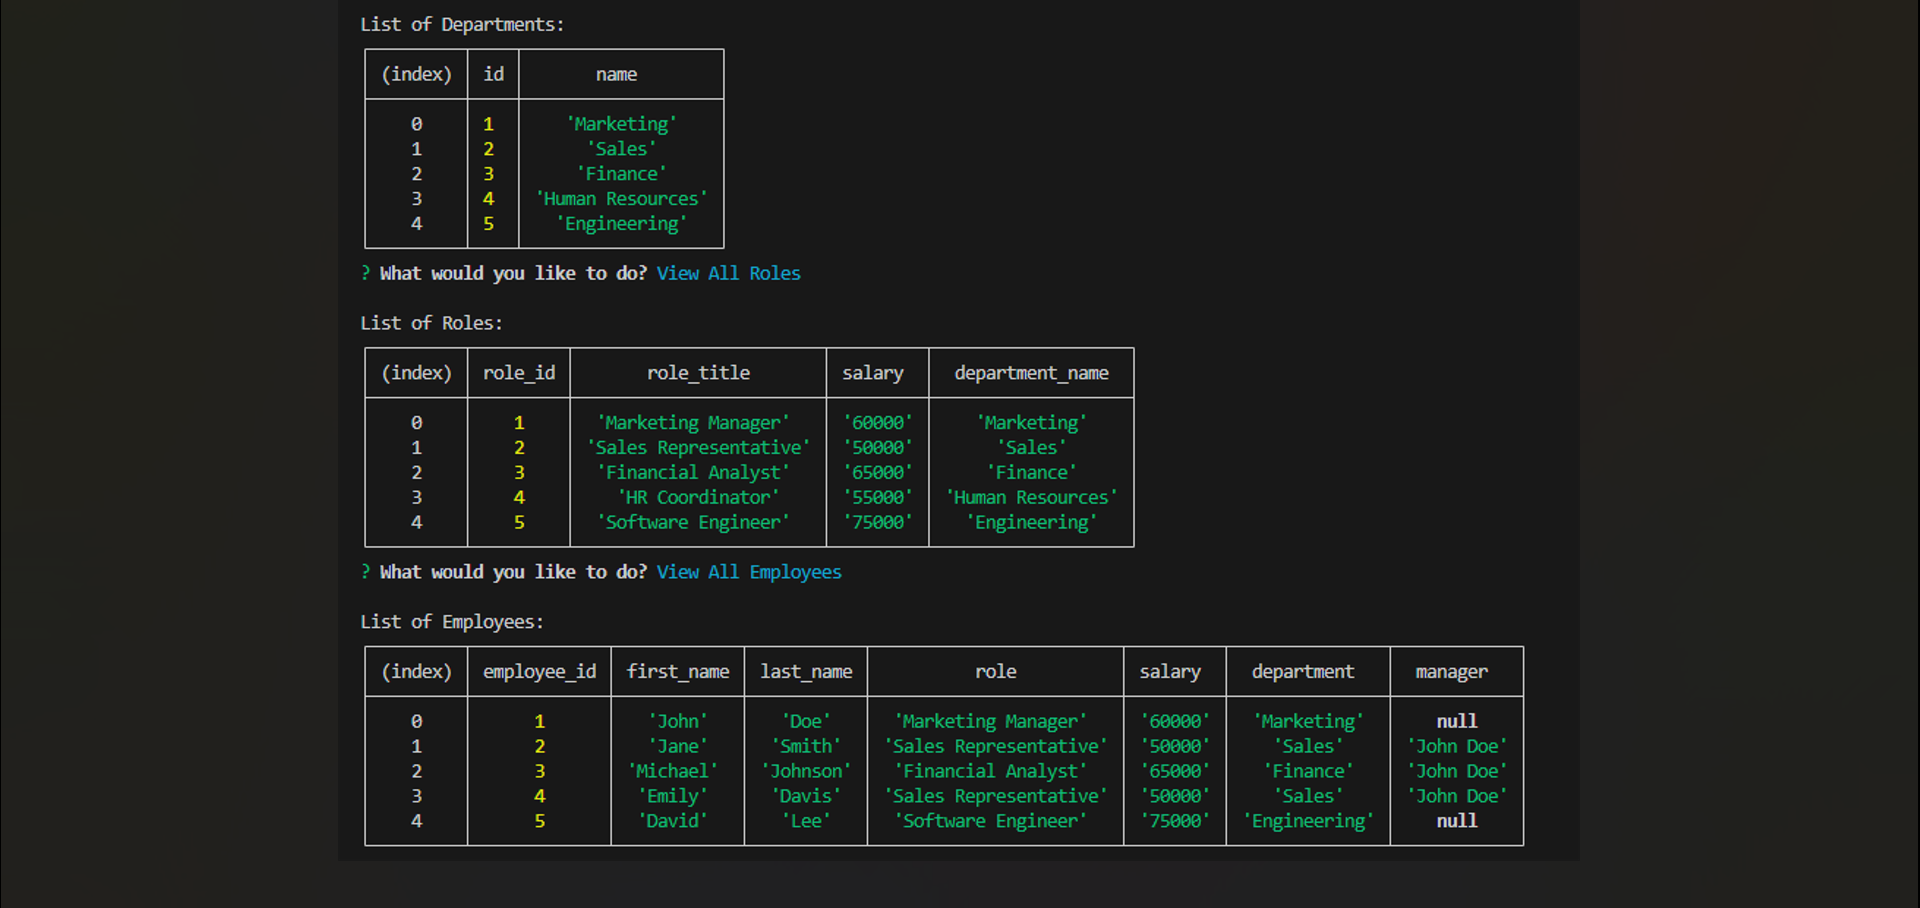 List of Departments:
(index) id name
0 1 'Marketing'
1 2 'Sales'
2 3 'Finance'
3 4 'Human Resources'
4 5 'Engineering'
? What would you like to do? View All Roles
List of Roles:
(index) role_id role_title salary department_name
0 1 'Marketing Manager' '60000' 'Marketing'
1 2 'Sales Representative' '50000' 'Sales'
2 3 'Financial Analyst' '65000' 'Finance'
3 4 'HR Coordinator' '55000' 'Human Resources'
4 5 'Software Engineer' '75000' 'Engineering'
? What would you like to do? View All Employees
List of Employees:
(index) employee_id first_name last_name role salary department manager
0 1 'John' 'Doe' 'Marketing Manager' '60000' 'Marketing' null
1 2 'Jane' 'Smith' 'Sales Representative' '50000' 'Sales' 'John Doe'
2 3 'Michael' 'Johnson' 'Financial Analyst' '65000' 'Finance' 'John Doe'
3 4 'Emily' 'Davis' 'Sales Representative' '50000' 'Sales' 'John Doe'
4 5 'David' 'Lee' 'Software Engineer' '75000' 'Engineering' null